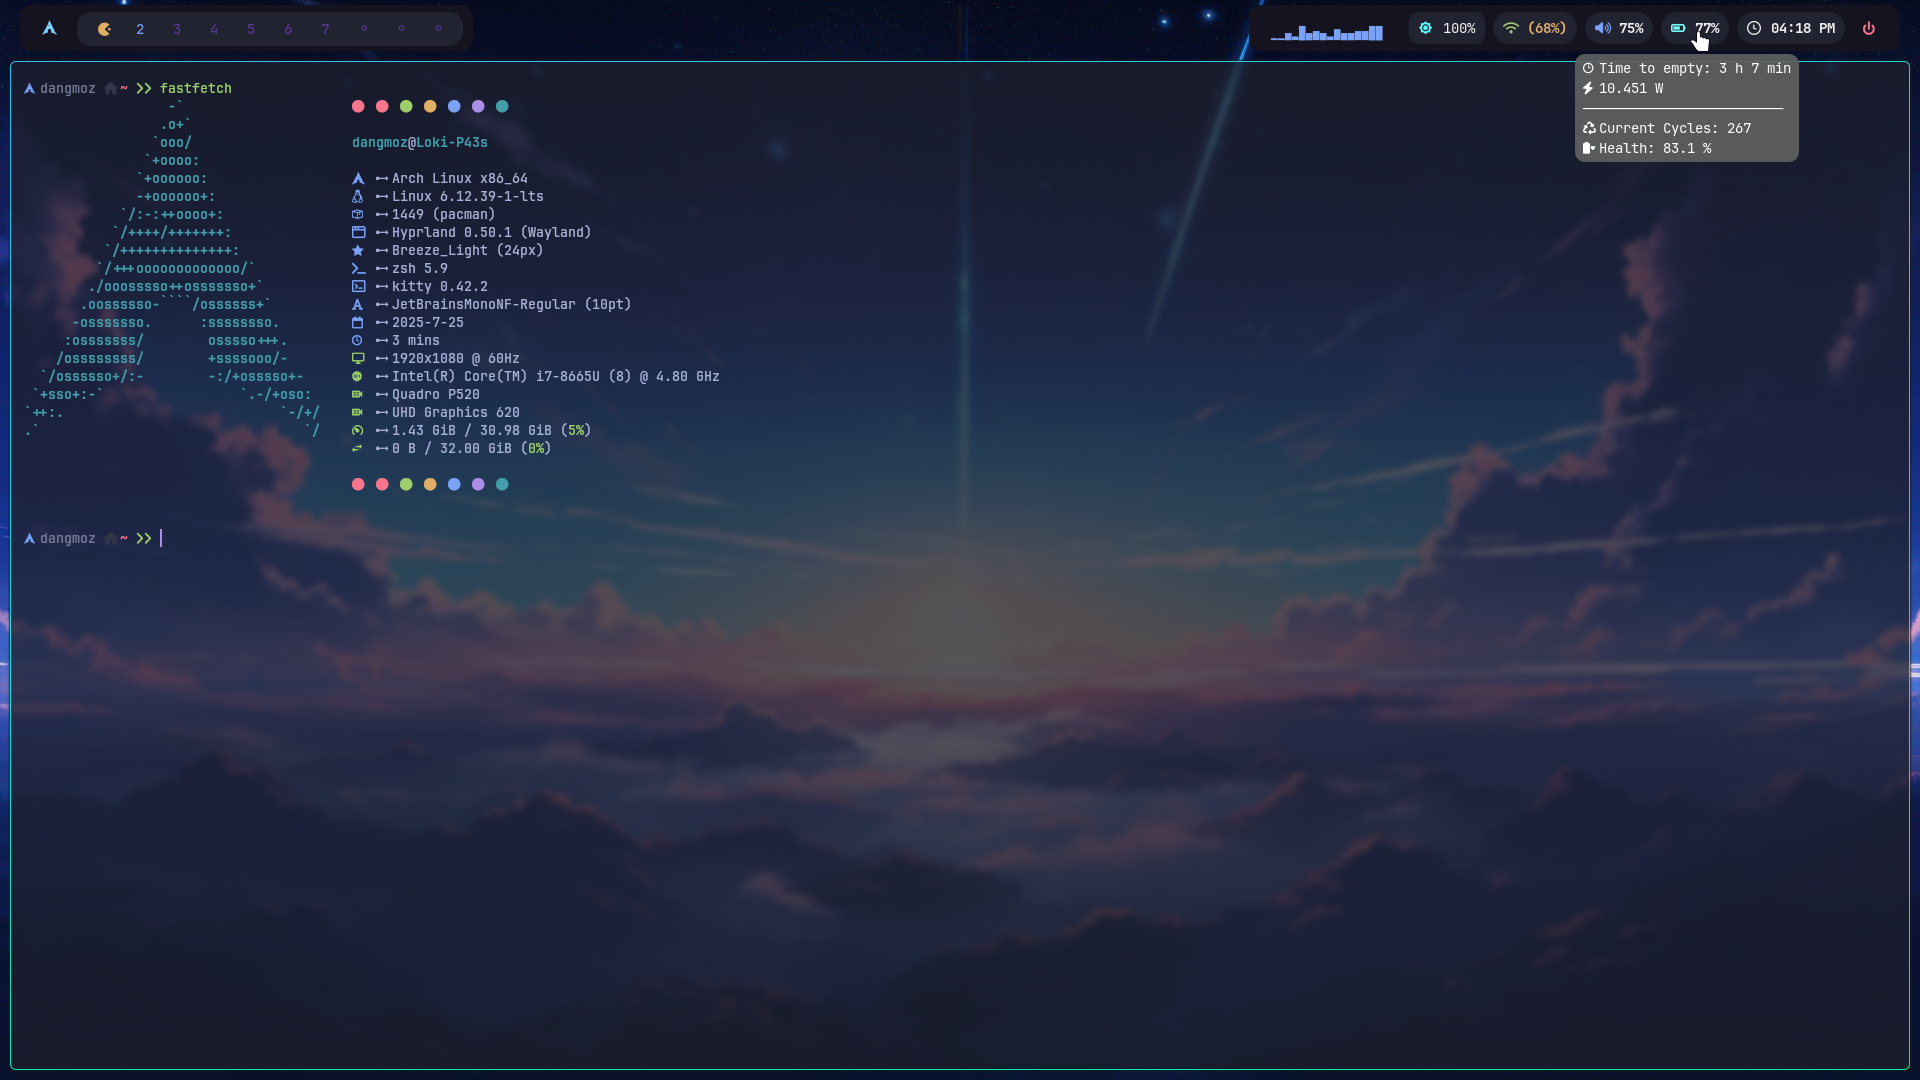 2 3 4 5 6 7
100% (68%) 75% 77% 04:18 PM
Time to empty: 3 h 7 min
10.451 W
Current Cycles: 267
Health: 83.1 %
dangmoz ~ >> fastfetch
-`
.o+`
`ooo/
`+oooo:
`+oooooo:
-+oooooo+:
`/:-:++oooo+:
`/++++/+++++++:
`/++++++++++++++:
`/+++ooooooooooooo/`
./ooosssso++osssssso+`
.oossssso-````/ossssss+`
-osssssso. :ssssssso.
:osssssss/ osssso+++.
/ossssssss/ +ssssooo/-
`/ossssso+/:- -:/+osssso+-
`+sso+:-` `.-/+oso:
`++:. `-/+/
.` `/
dangmoz@Loki-P43s
Arch Linux x86_64
Linux 6.12.39-1-lts
1449 (pacman)
Hyprland 0.50.1 (Wayland)
Breeze_Light (24px)
zsh 5.9
kitty 0.42.2
JetBrainsMonoNF-Regular (10pt)
2025-7-25
3 mins
1920x1080 @ 60Hz
Intel(R) Core(TM) i7-8665U (8) @ 4.80 GHz
Quadro P520
UHD Graphics 620
1.43 GiB / 30.98 GiB (5%)
0 B / 32.00 GiB (0%)
dangmoz ~ >>